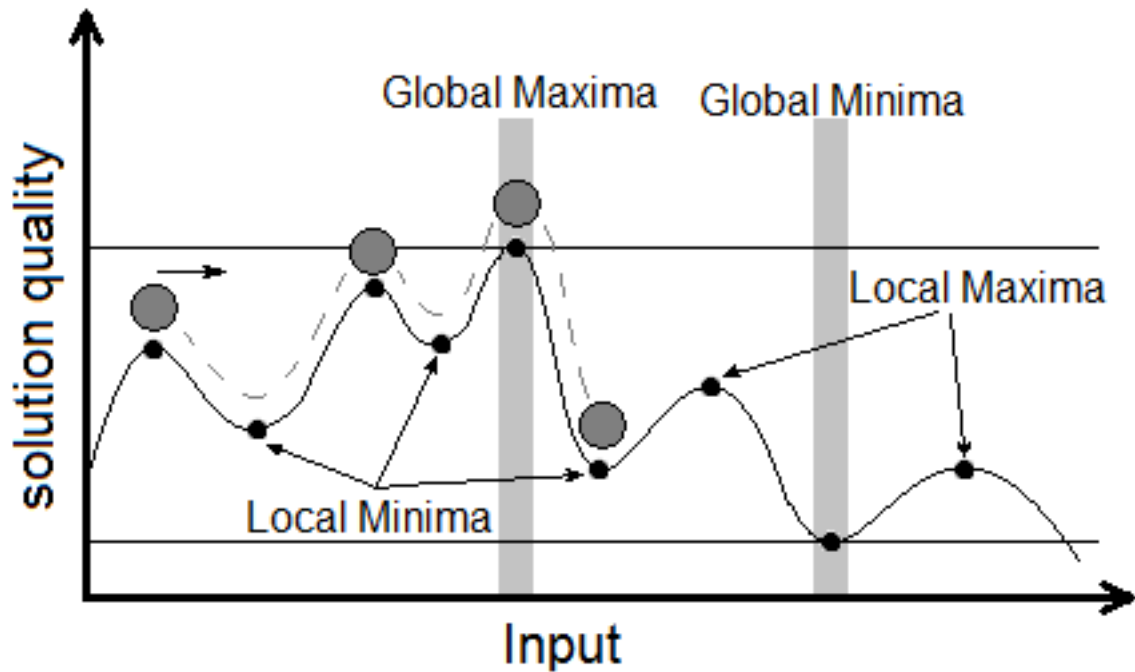 Global Maxima
Global Minima
solution quality
Local Maxima
Local Minima
Input